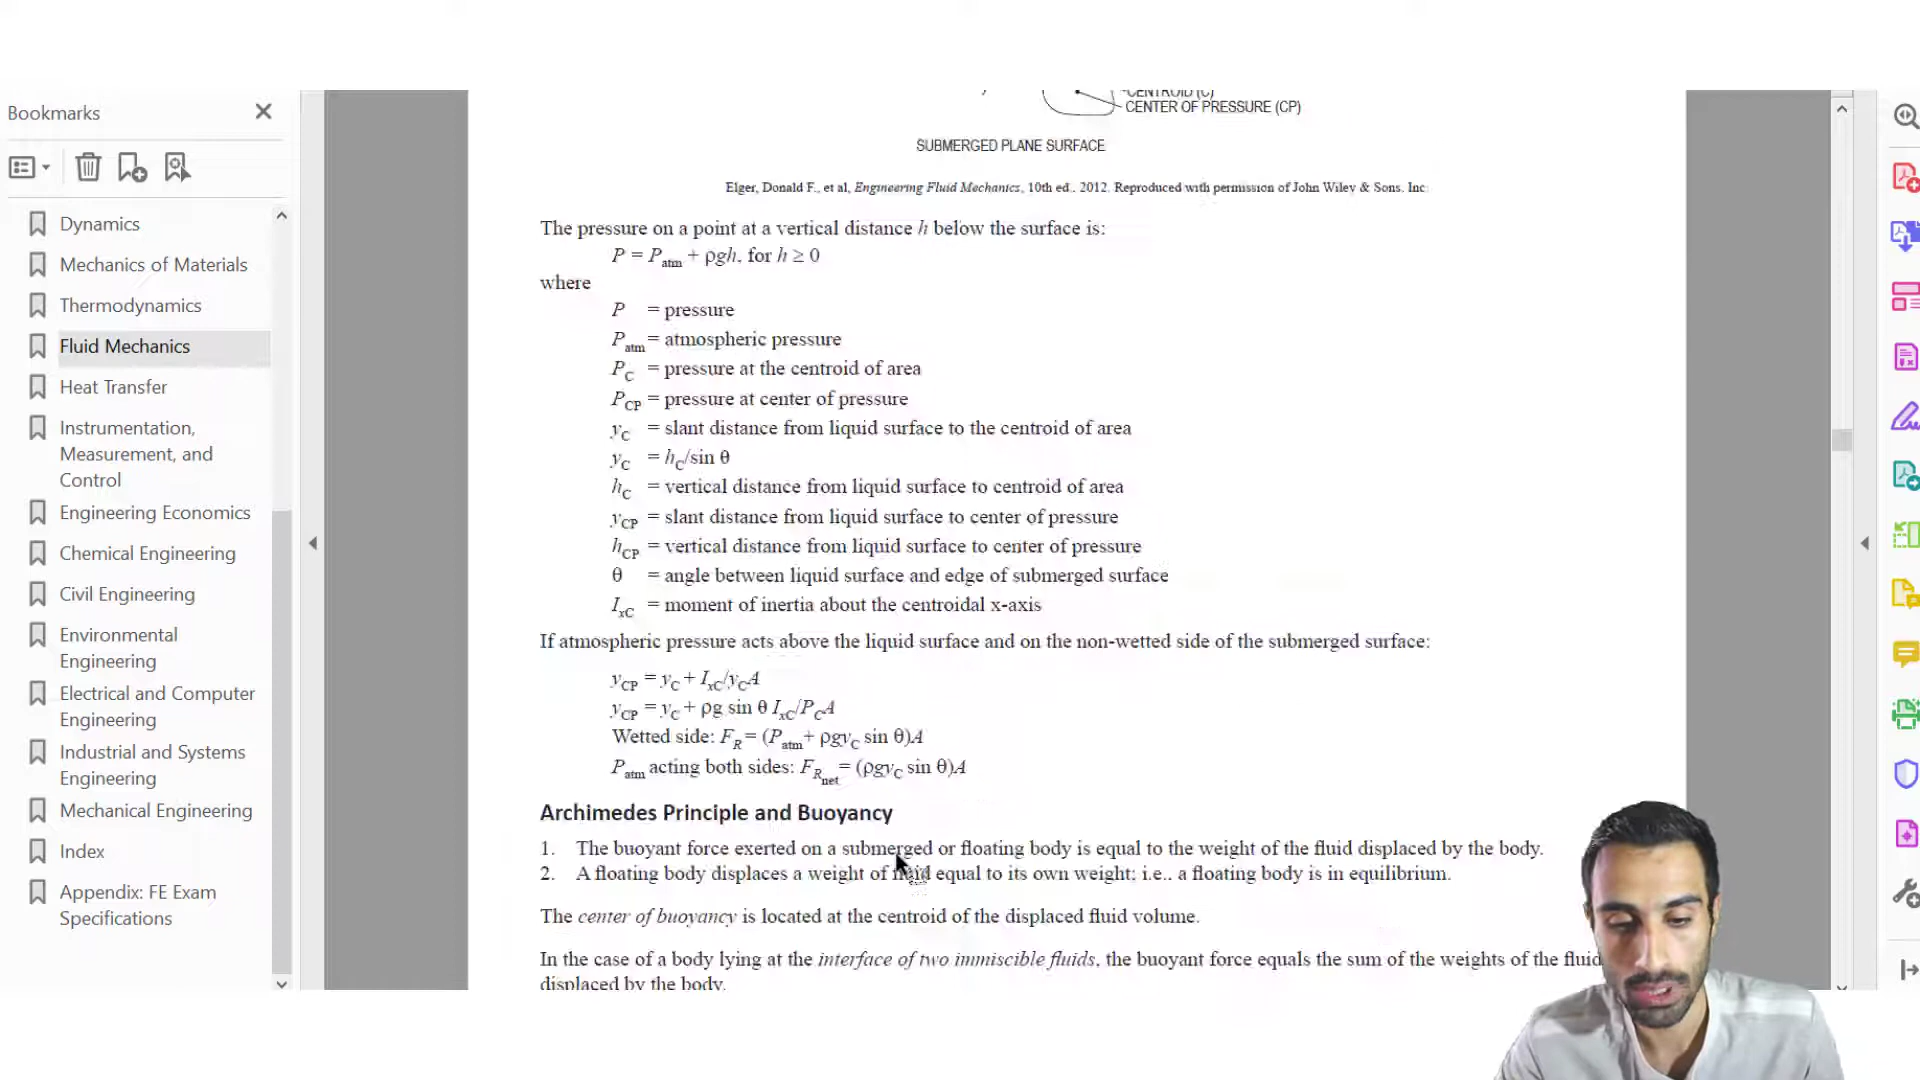 Bookmarks
Dynamics
Mechanics of Materials
Thermodynamics
Fluid Mechanics
Heat Transfer
Instrumentation,
Measurement, and
Control
Engineering Economics
Chemical Engineering
Civil Engineering
Environmental
Engineering
Electrical and Computer
Engineering
Industrial and Systems
Engineering
Mechanical Engineering
Index
Appendix: FE Exam
Specifications
CENTROID (C)
CENTER OF PRESSURE (CP)
SUBMERGED PLANE SURFACE
Elger, Donald F., et al, Engineering Fluid Mechanics, 10th ed., 2012. Reproduced with permission of John Wiley & Sons, Inc.
The pressure on a point at a vertical distance h below the surface is:
P = Patm + ρgh, for h ≥ 0
where
P = pressure
Patm = atmospheric pressure
PC = pressure at the centroid of area
PCP = pressure at center of pressure
yC = slant distance from liquid surface to the centroid of area
yC = hC/sin θ
hC = vertical distance from liquid surface to centroid of area
yCP = slant distance from liquid surface to center of pressure
hCP = vertical distance from liquid surface to center of pressure
θ = angle between liquid surface and edge of submerged surface
IxC = moment of inertia about the centroidal x-axis
If atmospheric pressure acts above the liquid surface and on the non-wetted side of the submerged surface:
yCP = yC + IxC/yCA
yCP = yC + ρg sin θ IxC/PCA
Wetted side: FR = (Patm + ρgyC sin θ)A
Patm acting both sides: FRnet = (ρgyC sin θ)A
Archimedes Principle and Buoyancy
1. The buoyant force exerted on a submerged or floating body is equal to the weight of the fluid displaced by the body.
2. A floating body displaces a weight of fluid equal to its own weight; i.e., a floating body is in equilibrium.
The center of buoyancy is located at the centroid of the displaced fluid volume.
In the case of a body lying at the interface of two immiscible fluids, the buoyant force equals the sum of the weights of the fluid
displaced by the body.